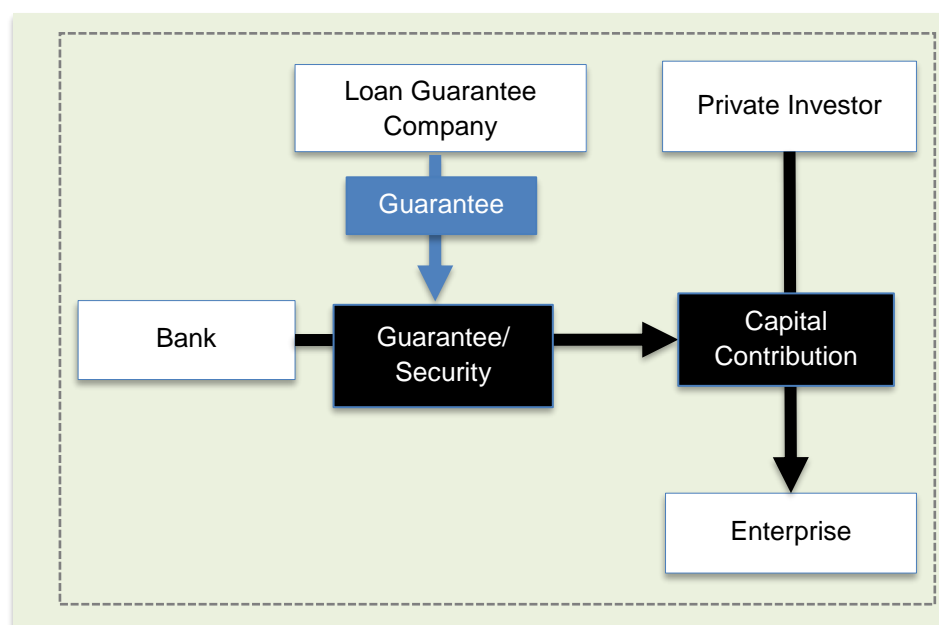 Loan Guarantee
Company
Private Investor
Guarantee
Bank
Guarantee/
Security
Capital
Contribution
Enterprise